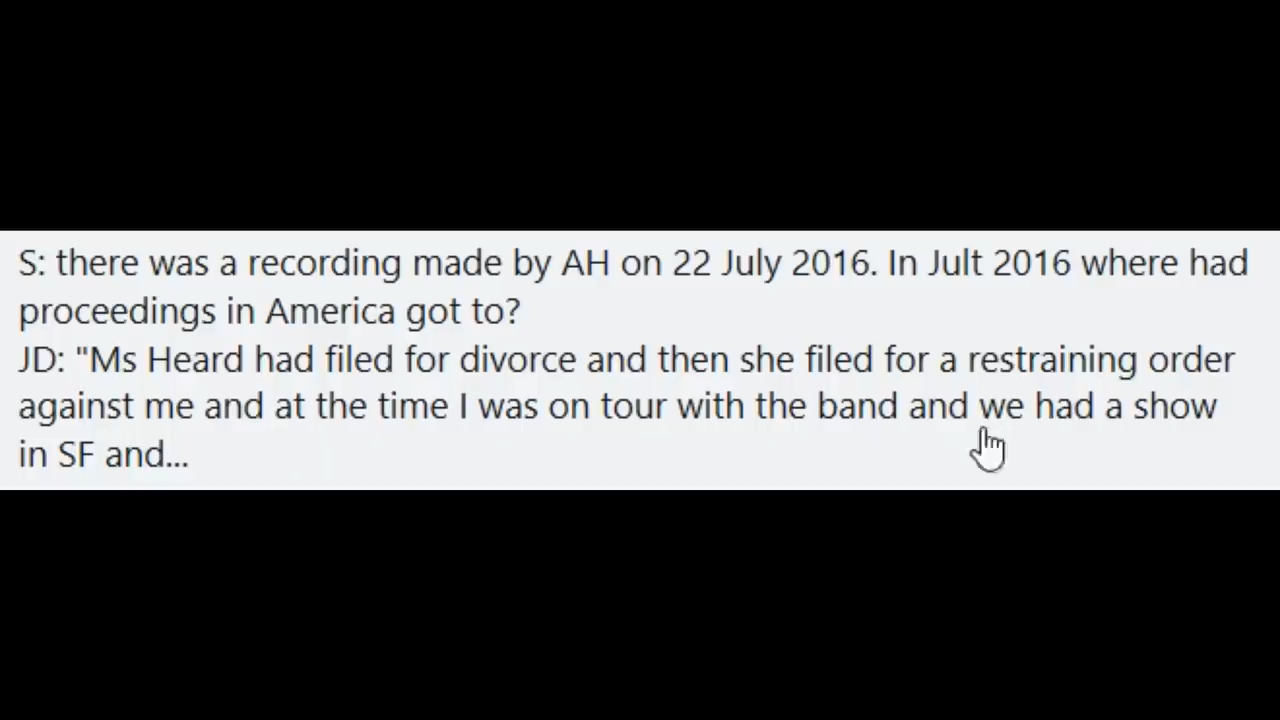 S: there was a recording made by AH on 22 July 2016. In Jult 2016 where had
proceedings in America got to?
JD: "Ms Heard had filed for divorce and then she filed for a restraining order
against me and at the time I was on tour with the band and we had a show
in SF and...